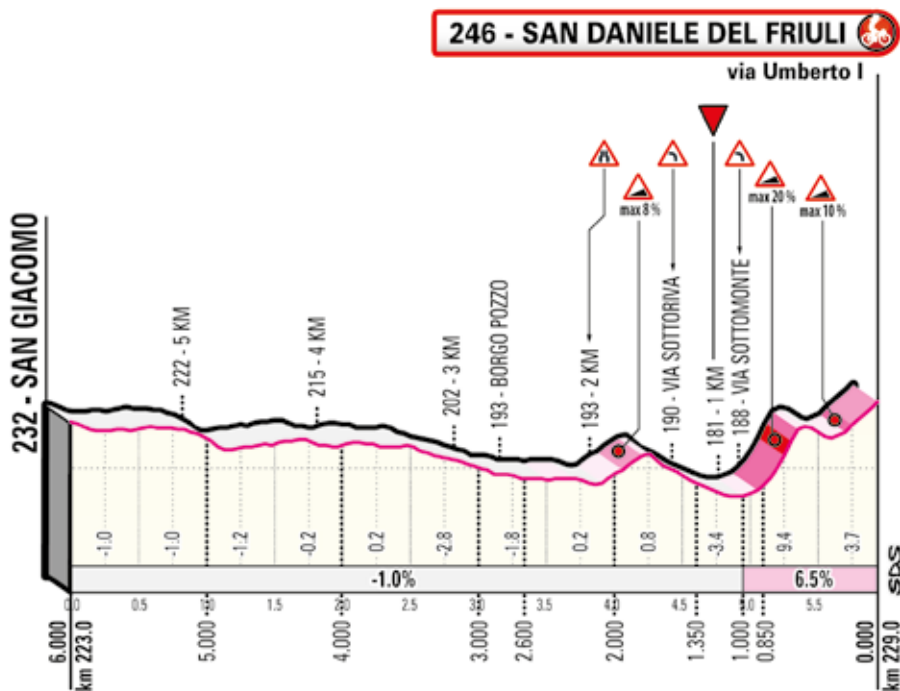 246 - SAN DANIELE DEL FRIULI
via Umberto I
max 8%
max 20%
max 10%
232 - SAN GIACOMO
222 - 5 KM
215 - 4 KM
202 - 3 KM
193 - BORGO POZZO
193 - 2 KM
190 - VIA SOTTORIVA
181 - 1 KM
188 - VIA SOTTOMONTE
-1.0
-1.0
-1.2
-0.2
0.2
-2.8
-1.8
0.2
0.8
-3.4
9.4
3.7
-1.0%
6.5%
SDS
0.0
0.5
1.0
1.5
2.0
2.5
3.0
3.5
4.0
4.5
5.0
5.5
6.000
km 223.0
5.000
4.000
3.000
2.600
2.000
1.350
1.000
0.850
0.000
km 229.0